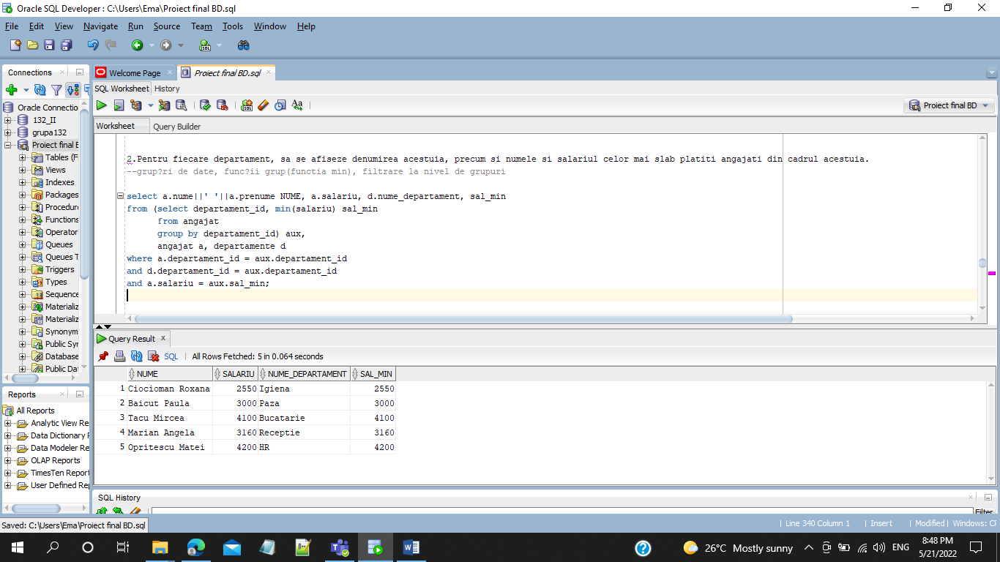 Oracle SQL Developer : C:\Users\Ema\Proiect final BD.sql
File Edit View Navigate Run Source Team Tools Window Help
Connections
Welcome Page
Proiect final BD.sql
SQL Worksheet History
Proiect final BD
Worksheet Query Builder
Oracle Connectio
132_II
grupa132
Proiect final B
Tables (F
Views
Indexes
Packages
Procedur
Functions
Operator
Queues
Queues T
Triggers
Types
Sequence
Materializ
Materializ
Synonym
Public Syr
Database
Public Dat
2.Pentru fiecare departament, sa se afiseze denumirea acestuia, precum si numele si salariul celor mai slab platiti angajati din cadrul acestuia.
--grup?ri de date, func?ii grup(functia min), filtrare la nivel de grupuri
select a.nume||' '||a.prenume NUME, a.salariu, d.nume_departament, sal_min
from (select departament_id, min(salariu) sal_min
from angajat
group by departament_id) aux,
angajat a, departamente d
where a.departament_id = aux.departament_id
and d.departament_id = aux.departament_id
and a.salariu = aux.sal_min;
Query Result
SQL | All Rows Fetched: 5 in 0.064 seconds
NUME SALARIU NUME_DEPARTAMENT SAL_MIN
1 Ciocioman Roxana 2550 Igiena 2550
2 Baicut Paula 3000 Paza 3000
3 Tacu Mircea 4100 Bucatarie 4100
4 Marian Angela 3160 Receptie 3160
5 Opritescu Matei 4200 HR 4200
Reports
All Reports
Analytic View Re
Data Dictionary R
Data Modeler Re
OLAP Reports
TimesTen Report
User Defined Rep
SQL History
Filter
Saved: C:\Users\Ema\Proiect final BD.sql
| Line 340 Column 1 | Insert | Modified | Windows: CF
26°C Mostly sunny
ENG
8:48 PM
5/21/2022